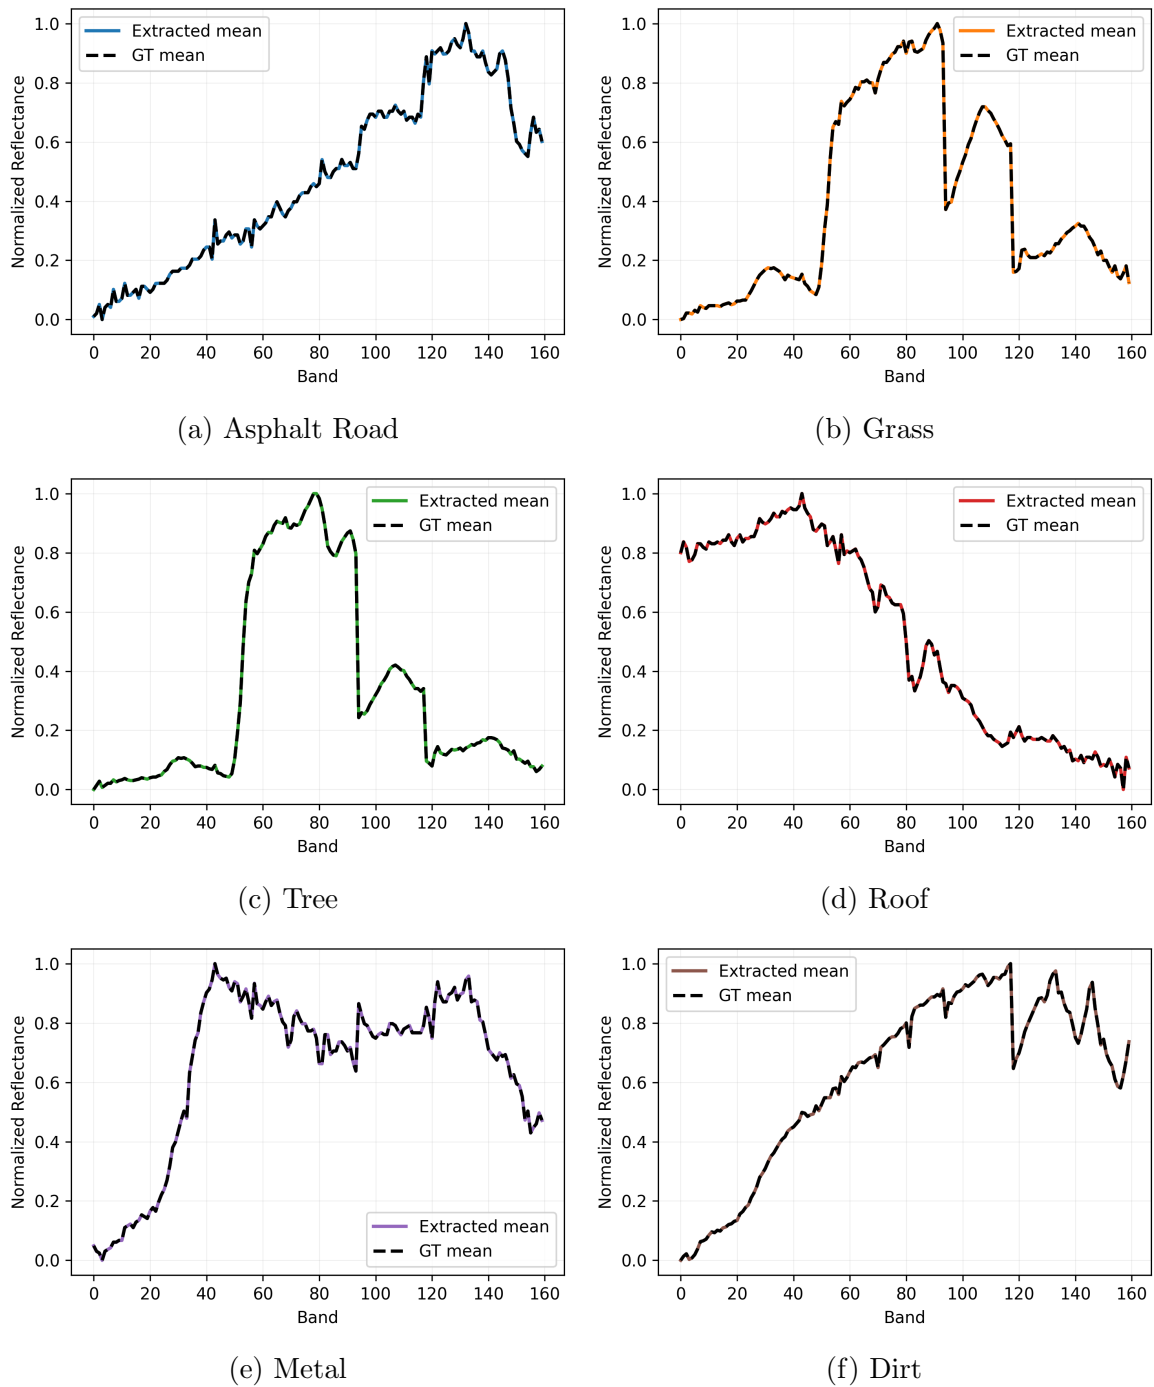 1.0
0.8
0.6
0.4
0.2
0.0
Normalized Reflectance
Extracted mean
GT mean
0 20 40 60 80 100 120 140 160
Band
(a) Asphalt Road
1.0
0.8
0.6
0.4
0.2
0.0
Normalized Reflectance
Extracted mean
GT mean
0 20 40 60 80 100 120 140 160
Band
(b) Grass
1.0
0.8
0.6
0.4
0.2
0.0
Normalized Reflectance
Extracted mean
GT mean
0 20 40 60 80 100 120 140 160
Band
(c) Tree
1.0
0.8
0.6
0.4
0.2
0.0
Normalized Reflectance
Extracted mean
GT mean
0 20 40 60 80 100 120 140 160
Band
(d) Roof
1.0
0.8
0.6
0.4
0.2
0.0
Normalized Reflectance
Extracted mean
GT mean
0 20 40 60 80 100 120 140 160
Band
(e) Metal
1.0
0.8
0.6
0.4
0.2
0.0
Normalized Reflectance
Extracted mean
GT mean
0 20 40 60 80 100 120 140 160
Band
(f) Dirt